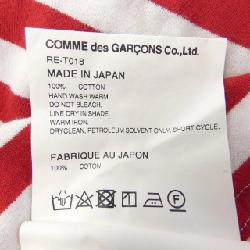 COMME des GARÇONS Co.,Ltd.
RE-T018
MADE IN JAPAN
100% COTTON
HAND WASH WARM
DO NOT BLEACH.
LINE DRY IN SHADE.
WARM IRON.
DRYCLEAN, PETROLEUM SOLVENT ONLY, SHORT CYCLE.
FABRIQUE AU JAPON
100% COTON